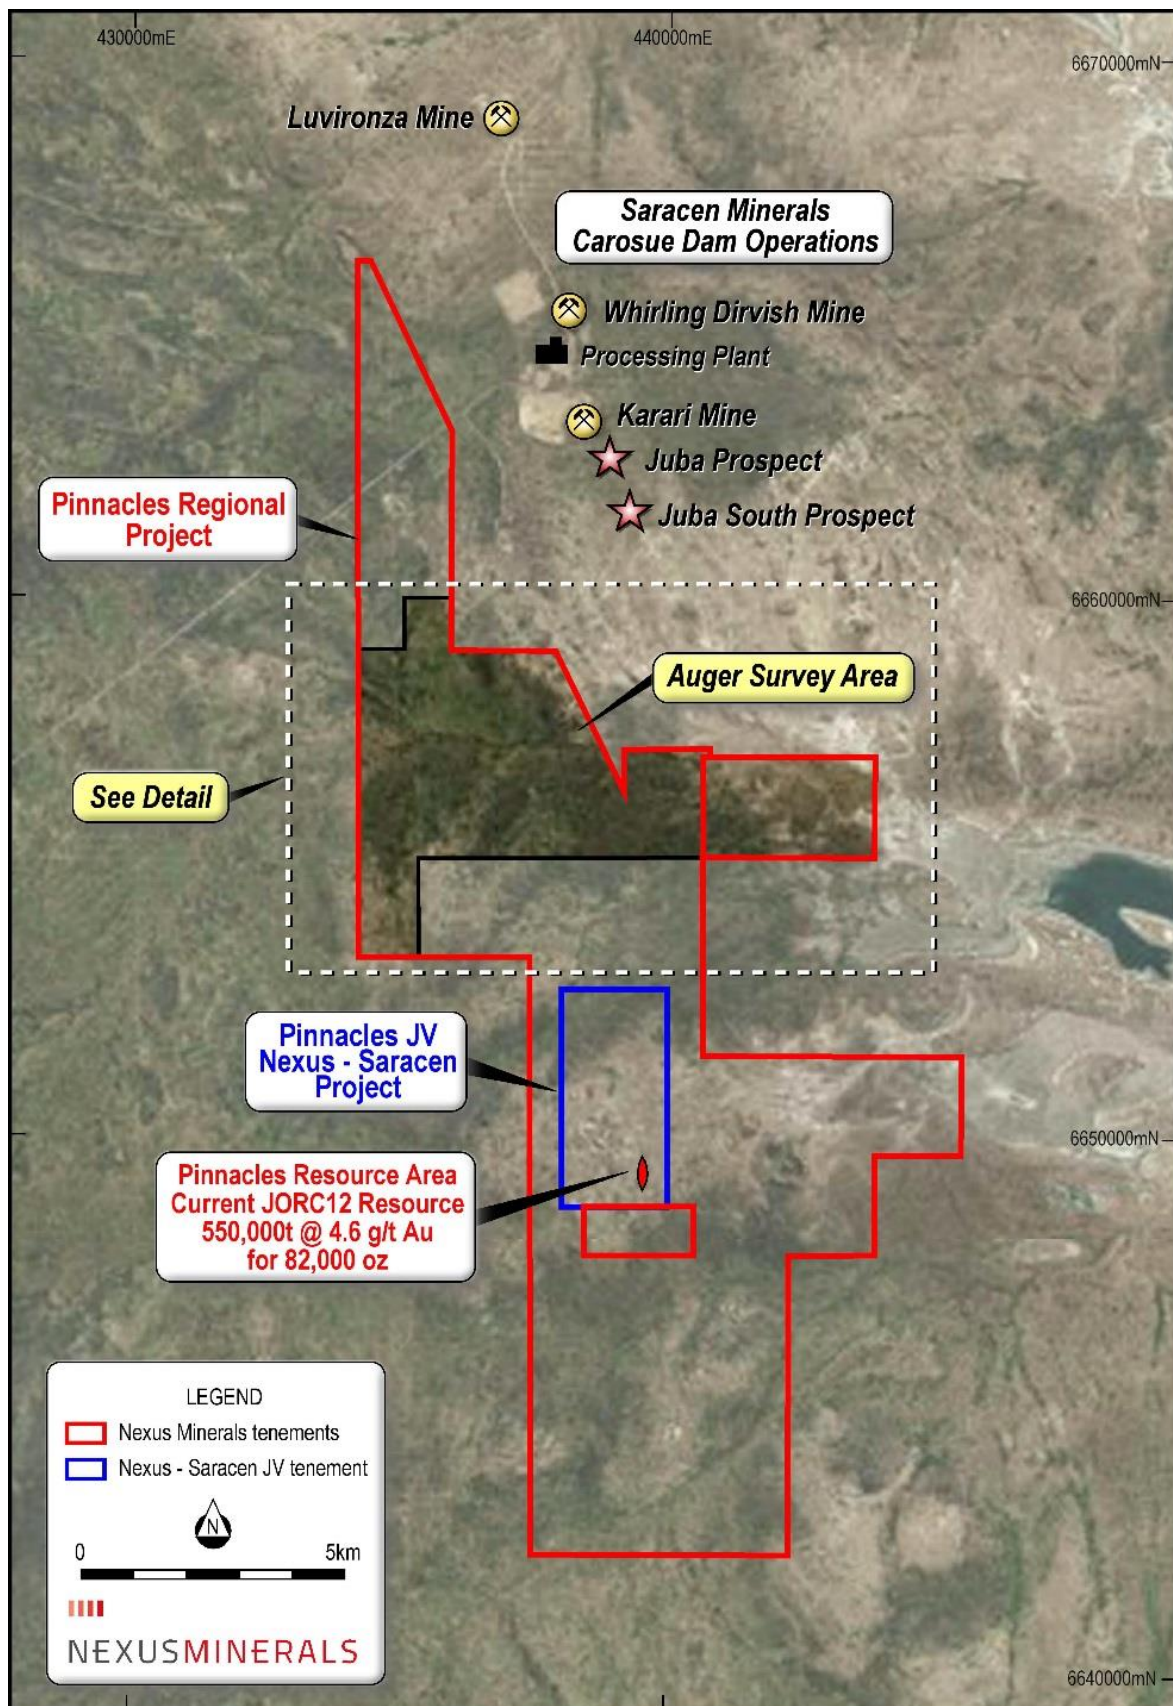 430000mE
440000mE
6670000mN
Luvironza Mine
Saracen Minerals
Carosue Dam Operations
Whirling Dirvish Mine
Processing Plant
Karari Mine
Juba Prospect
Pinnacles Regional
Project
Juba South Prospect
6660000mN
Auger Survey Area
See Detail
Pinnacles JV
Nexus - Saracen
Project
6650000mN
Pinnacles Resource Area
Current JORC12 Resource
550,000t @ 4.6 g/t Au
for 82,000 oz
LEGEND
Nexus Minerals tenements
Nexus - Saracen JV tenement
N
0 5km
NEXUSMINERALS
6640000mN